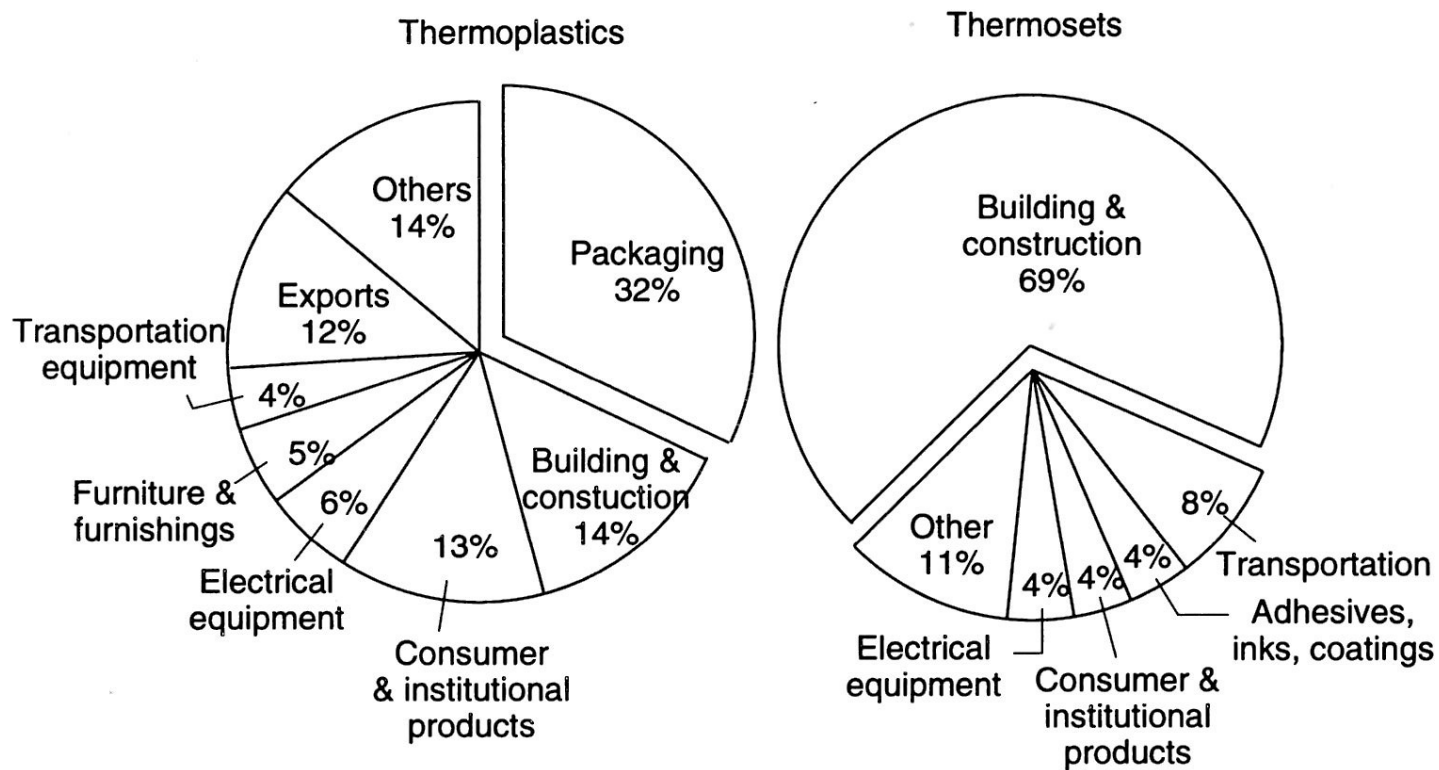 Thermoplastics
Others
14%
Packaging
32%
Exports
12%
Transportation
equipment
4%
5%
Furniture &
furnishings
6%
Electrical
equipment
13%
Consumer
& institutional
products
Building &
constuction
14%
Thermosets
Building &
construction
69%
Other
11%
4%
Electrical
equipment
4%
Consumer &
institutional
products
4%
Adhesives,
inks, coatings
8%
Transportation